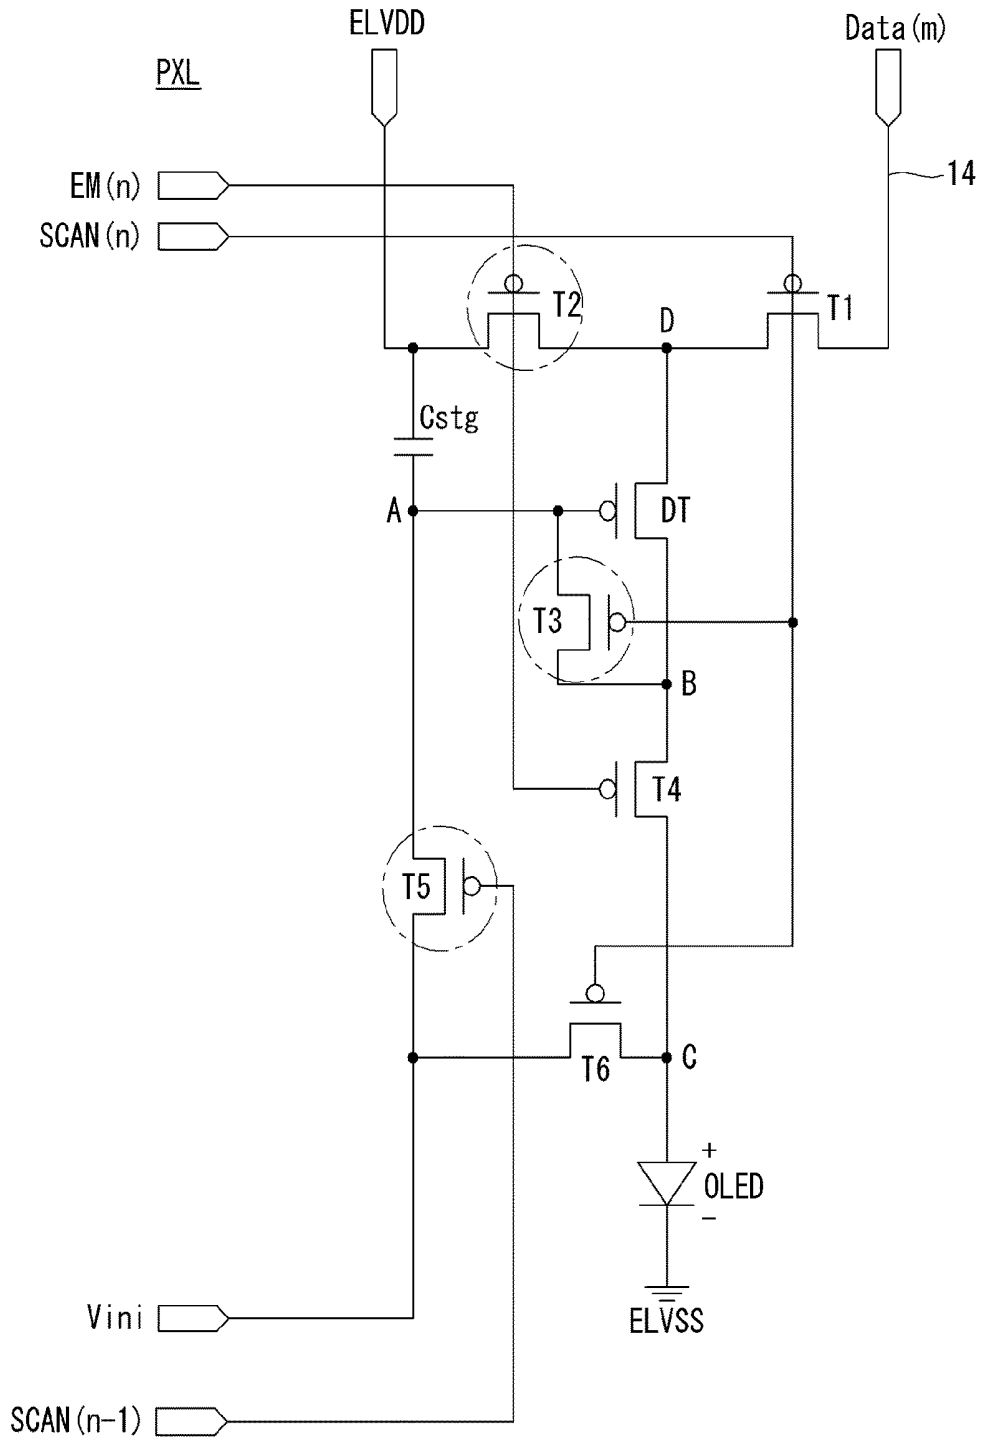 ELVDD
Data(m)
PXL
EM(n)
14
SCAN(n)
T2
T1
D
Cstg
A
DT
T3
B
T4
T5
C
T6
+
OLED
-
Vini
ELVSS
SCAN(n-1)